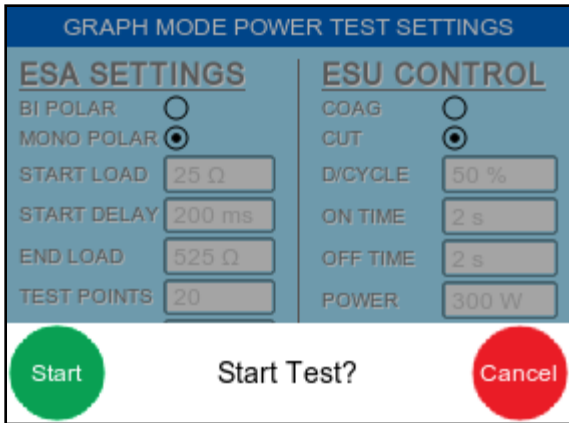 GRAPH MODE POWER TEST SETTINGS
ESA SETTINGS
BI POLAR
MONO POLAR
START LOAD 25 Ω
START DELAY 200 ms
END LOAD 525 Ω
TEST POINTS 20
ESU CONTROL
COAG
CUT
D/CYCLE 50 %
ON TIME 2 s
OFF TIME 2 s
POWER 300 W
Start
Start Test?
Cancel